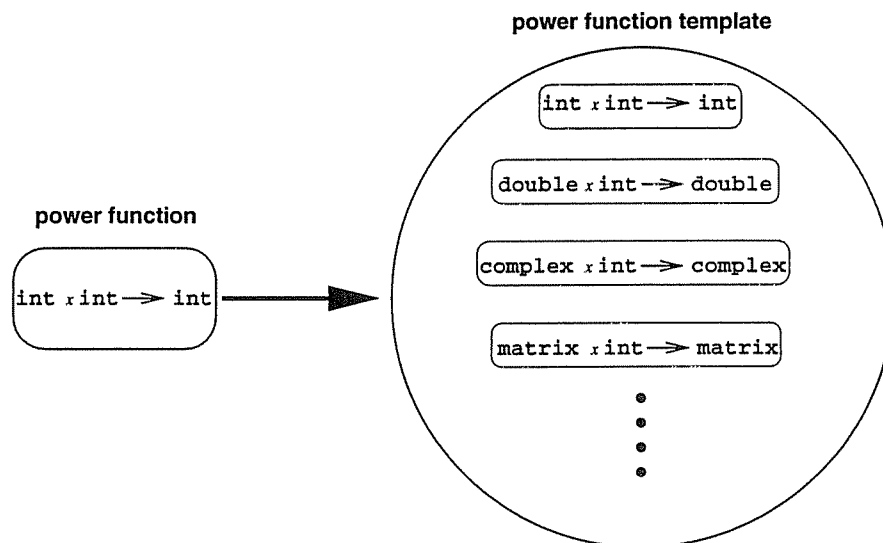 power function template
int x int → int
double x int → double
complex x int → complex
matrix x int → matrix
power function
int x int → int